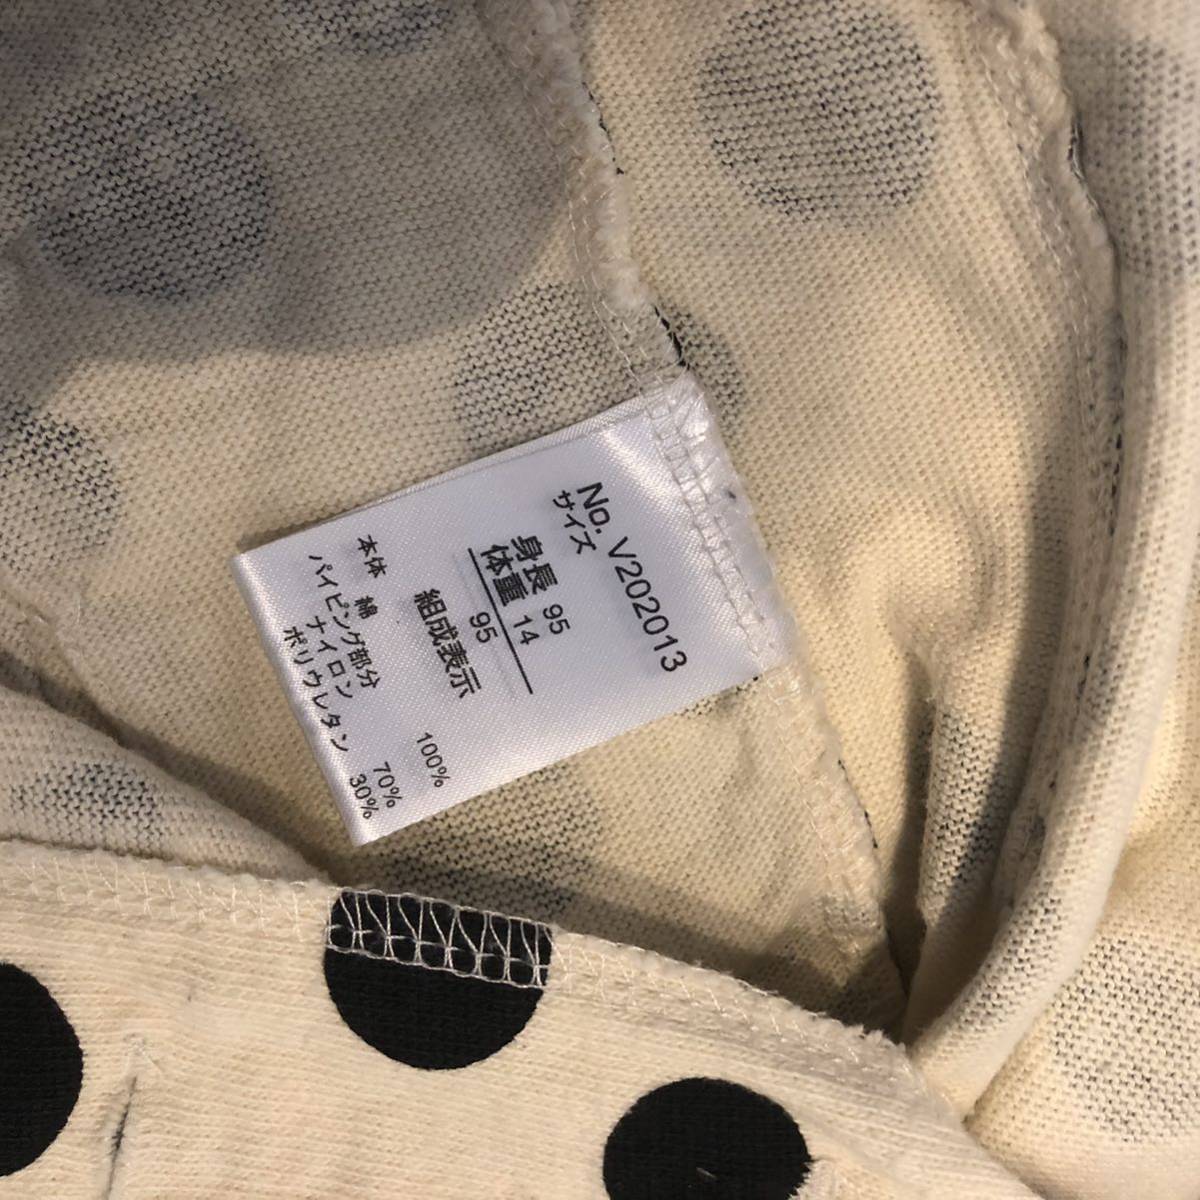 No. V202013
サイズ
身長 95
体重 14
95
組成表示
本体 綿 100%
パイピング部分
ナイロン 70%
ポリウレタン 30%